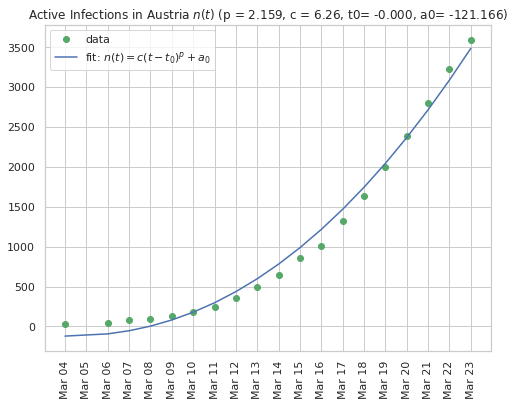 Active Infections in Austria n(t) (p = 2.159, c = 6.26, t0= -0.000, a0= -121.166)
data
fit: n(t) = c(t − t₀)ᵖ + a₀
3500
3000
2500
2000
1500
1000
500
0
Mar 04
Mar 05
Mar 06
Mar 07
Mar 08
Mar 09
Mar 10
Mar 11
Mar 12
Mar 13
Mar 14
Mar 15
Mar 16
Mar 17
Mar 18
Mar 19
Mar 20
Mar 21
Mar 22
Mar 23